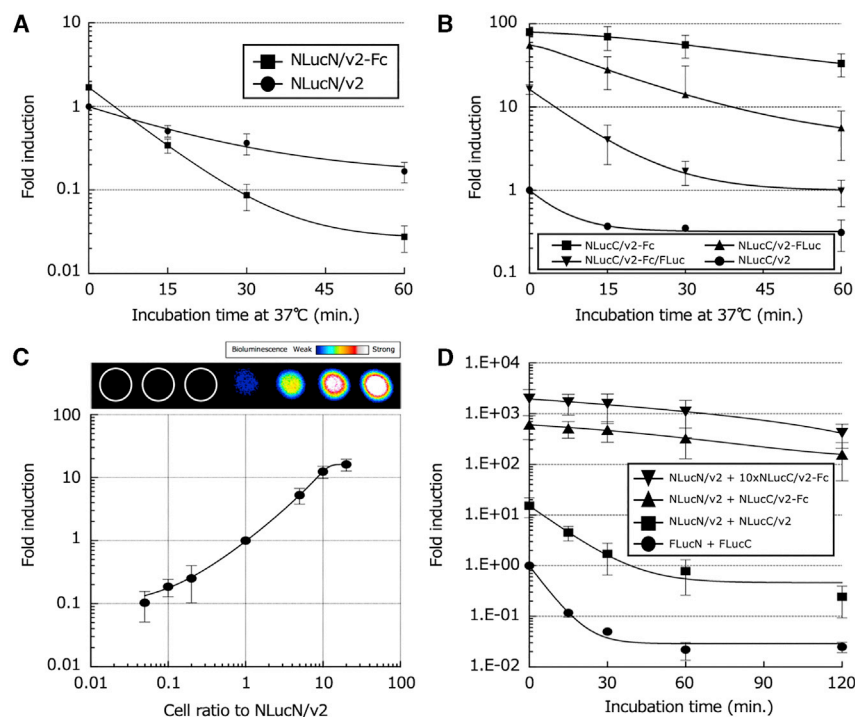 A
Fold induction
10
1
0.1
0.01
NLucN/v2-Fc
NLucN/v2
0 15 30 45 60
Incubation time at 37℃ (min.)
B
Fold induction
100
10
1
0.1
NLucC/v2-Fc NLucC/v2-FLuc
NLucC/v2-Fc/FLuc NLucC/v2
0 15 30 45 60
Incubation time at 37℃ (min.)
C
Bioluminescence Weak Strong
Fold induction
100
10
1
0.1
0.01
0.01 0.1 1 10 100
Cell ratio to NLucN/v2
D
Fold induction
1.E+04
1.E+03
1.E+02
1.E+01
1.E+00
1.E-01
1.E-02
NLucN/v2 + 10xNLucC/v2-Fc
NLucN/v2 + NLucC/v2-Fc
NLucN/v2 + NLucC/v2
FLucN + FLucC
0 30 60 90 120
Incubation time (min.)